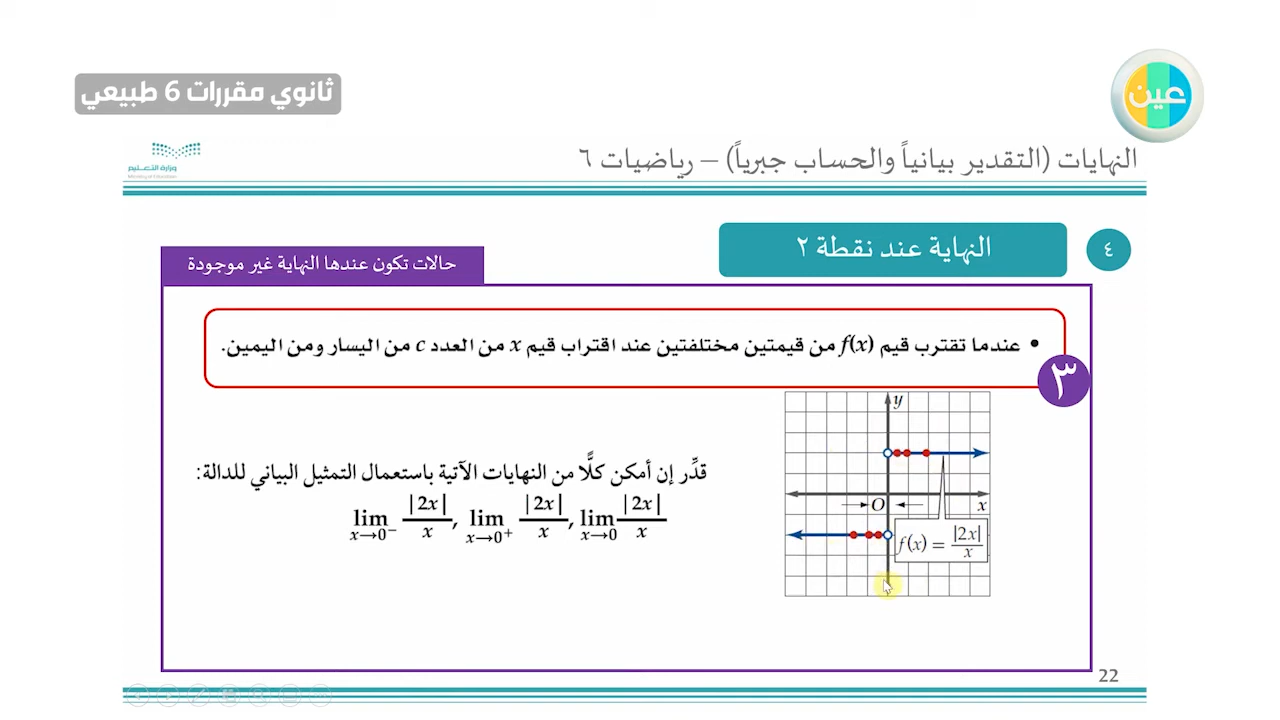 ثانوي مقررات 6 طبيعي
عين
النهايات (التقدير بيانياً والحساب جبرياً) – رياضيات ٦
وزارة التعليم
Ministry of Education
٤
النهاية عند نقطة ٢
حالات تكون عندها النهاية غير موجودة
• عندما تقترب قيم f(x) من قيمتين مختلفتين عند اقتراب قيم x من العدد c من اليسار ومن اليمين.
٣
قدِّر إن أمكن كلًّا من النهايات الآتية باستعمال التمثيل البياني للدالة:
lim x→0⁻ |2x|/x, lim x→0⁺ |2x|/x, lim x→0 |2x|/x
y
O
x
f(x) = |2x|/x
22